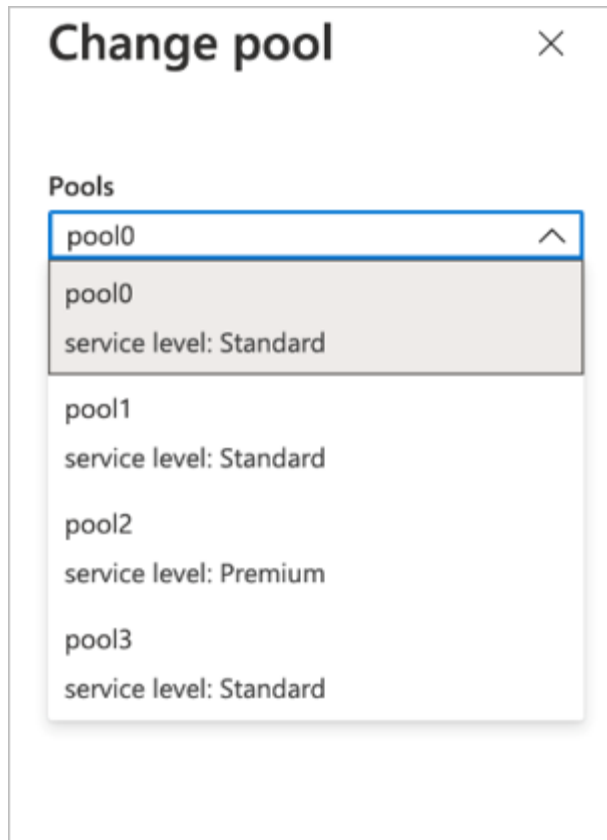 Change pool
Pools
pool0
pool0
service level: Standard
pool1
service level: Standard
pool2
service level: Premium
pool3
service level: Standard